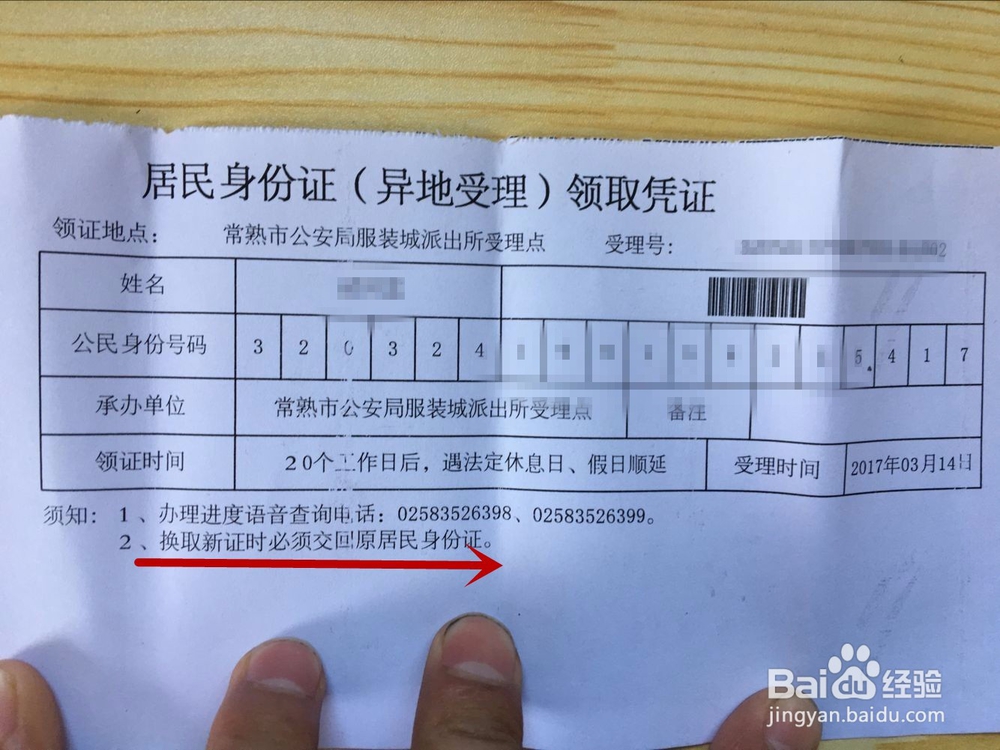 居民身份证（异地受理）领取凭证
领证地点： 常熟市公安局服装城派出所受理点 受理号：
姓名
公民身份号码 3 2 0 3 2 4 5 4 1 7
承办单位 常熟市公安局服装城派出所受理点 备注
领证时间 20个工作日后，遇法定休息日、假日顺延 受理时间 2017年03月14日
须知：1、办理进度语音查询电话：02583526398、02583526399。
2、换取新证时必须交回原居民身份证。
Baidu经验
jingyan.baidu.com